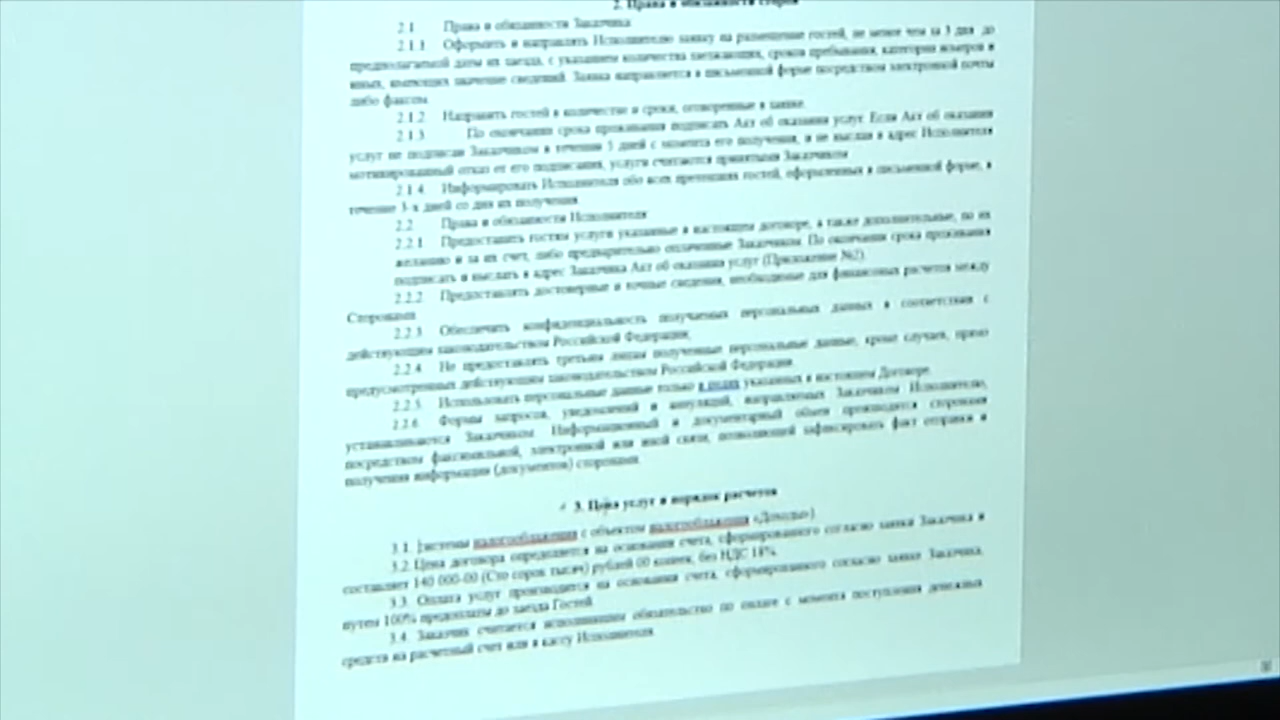 2. Права и обязанности сторон
2.1 Права и обязанности Заказчика
2.1.1 Оформить и направлять Исполнителю заявку на размещение гостей, не менее чем за 3 дня до
предполагаемой даты их заезда, с указанием количества заезжающих, сроков пребывания, категории номеров и
иных, имеющих значение сведений. Заявка направляется в письменной форме посредством электронной почты
либо факсом.
2.1.2 Направить гостей в количестве и сроки, оговоренные в заявке.
2.1.3 По окончании срока проживания подписать Акт об оказании услуг. Если Акт об оказании
услуг не подписан Заказчиком в течении 5 дней с момента его получения, и не выслан в адрес Исполнителя
мотивированный отказ от его подписания, услуги считаются принятыми Заказчиком
2.1.4 Информировать Исполнителя обо всех претензиях гостей, оформленных в письменной форме, в
течение 3-х дней со дня их получения
2.2 Права и обязанности Исполнителя
2.2.1 Предоставить гостям услуги указанные в настоящем договоре, а также дополнительные, по их
желанию и за их счет, либо предварительно оплаченные Заказчиком. По окончании срока проживания
подписать и выслать в адрес Заказчика Акт об оказании услуг (Приложение №2).
2.2.2 Предоставлять достоверные и точные сведения, необходимые для финансовых расчетов между
Сторонами
2.2.3 Обеспечить конфиденциальность получаемых персональных данных в соответствии с
действующим законодательством Российской Федерации;
2.2.4 Не предоставлять третьим лицам полученные персональные данные, кроме случаев, прямо
предусмотренных действующим законодательством Российской Федерации
2.2.5 Использовать персональные данные только в целях указанных в настоящем Договоре
2.2.6 Формы запросов, уведомлений и аннуляций, направляемых Заказчиком Исполнителю,
устанавливаются Заказчиком. Информационный и документарный обмен производится сторонами
посредством факсимильной, электронной или иной связи, позволяющей зафиксировать факт отправки и
получения информации (документов) сторонами.
3. Цена услуг и порядок расчетов
3.1. системы налогообложения с объектом налогообложения «Доходы»).
3.2. Цена договора определяется на основании счета, сформированного согласно заявки Заказчика и
составляет 140 000-00 (Сто сорок тысяч) рублей 00 копеек, без НДС 18%.
3.3. Оплата услуг производится на основании счета, сформированного согласно заявке Заказчика,
путем 100% предоплаты до заезда Гостей
3.4. Заказчик считается исполнившим обязательство по оплате с момента поступления денежных
средств на расчетный счет или в кассу Исполнителя.